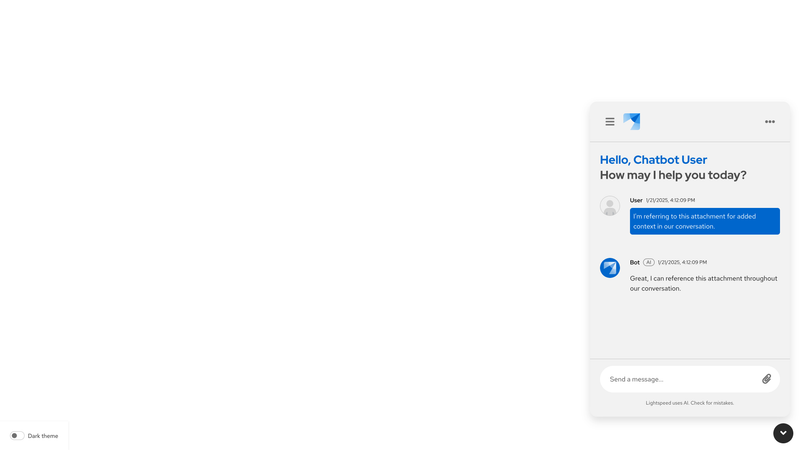 Hello, Chatbot User
How may I help you today?
User 1/21/2025, 4:12:09 PM
I'm referring to this attachment for added
context in our conversation.
Bot AI 1/21/2025, 4:12:09 PM
Great, I can reference this attachment throughout
our conversation.
Send a message...
Lightspeed uses AI. Check for mistakes.
Dark theme